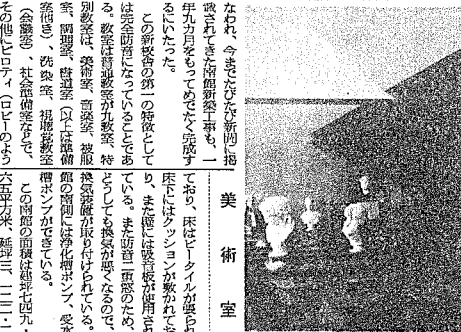 なわれ、今までたびたび新聞に掲
載されてきた南館新築工事も、一
年九カ月をもってめでたく完成す
るにいたった。
この新校舎の第一の特徴として
は完全防音になっていることであ
る。教室は普通教室が九教室、特
別教室は、美術室、音楽室、被服
室、調理室、書道室(以上は準備
室付き)、洗染室、視聴覚教室
(会議室)、社会準備室などで、
その他にピロティ(ロビーのよう
美術室
ており、床はビータイルが張られ
床下にはクッションが敷かれてお
り、また壁には吸音板が使用され
ている。また防音二重窓のため、
どうしても換気が悪くなるので、
換気装置が取り付けられている。
館の南側には浄化槽ポンプ、受水
槽ポンプができている。
この南館の面積は建坪七四九・
六五平方米、延坪三、一二二・二